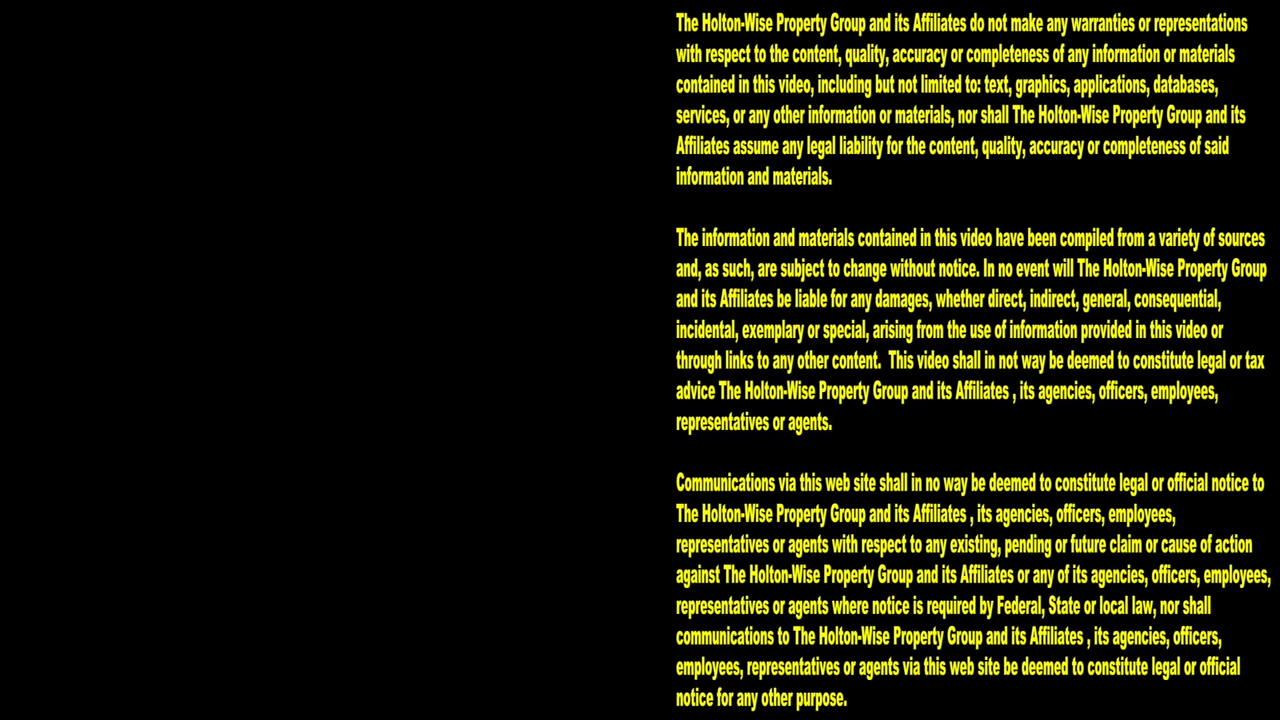 The Holton-Wise Property Group and its Affiliates do not make any warranties or representations
with respect to the content, quality, accuracy or completeness of any information or materials
contained in this video, including but not limited to: text, graphics, applications, databases,
services, or any other information or materials, nor shall The Holton-Wise Property Group and its
Affiliates assume any legal liability for the content, quality, accuracy or completeness of said
information and materials.
The information and materials contained in this video have been compiled from a variety of sources
and, as such, are subject to change without notice. In no event will The Holton-Wise Property Group
and its Affiliates be liable for any damages, whether direct, indirect, general, consequential,
incidental, exemplary or special, arising from the use of information provided in this video or
through links to any other content.  This video shall in not way be deemed to constitute legal or tax
advice The Holton-Wise Property Group and its Affiliates , its agencies, officers, employees,
representatives or agents.
Communications via this web site shall in no way be deemed to constitute legal or official notice to
The Holton-Wise Property Group and its Affiliates , its agencies, officers, employees,
representatives or agents with respect to any existing, pending or future claim or cause of action
against The Holton-Wise Property Group and its Affiliates or any of its agencies, officers, employees,
representatives or agents where notice is required by Federal, State or local law, nor shall
communications to The Holton-Wise Property Group and its Affiliates , its agencies, officers,
employees, representatives or agents via this web site be deemed to constitute legal or official
notice for any other purpose.